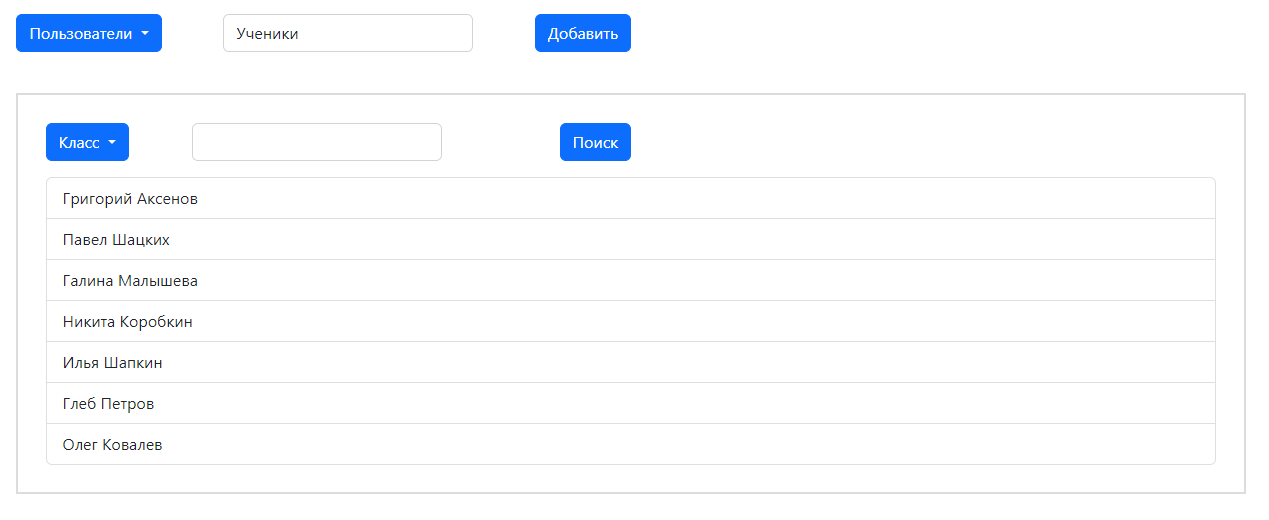 Пользователи Ученики Добавить
Класс Поиск
Григорий Аксенов
Павел Шацких
Галина Малышева
Никита Коробкин
Илья Шапкин
Глеб Петров
Олег Ковалев